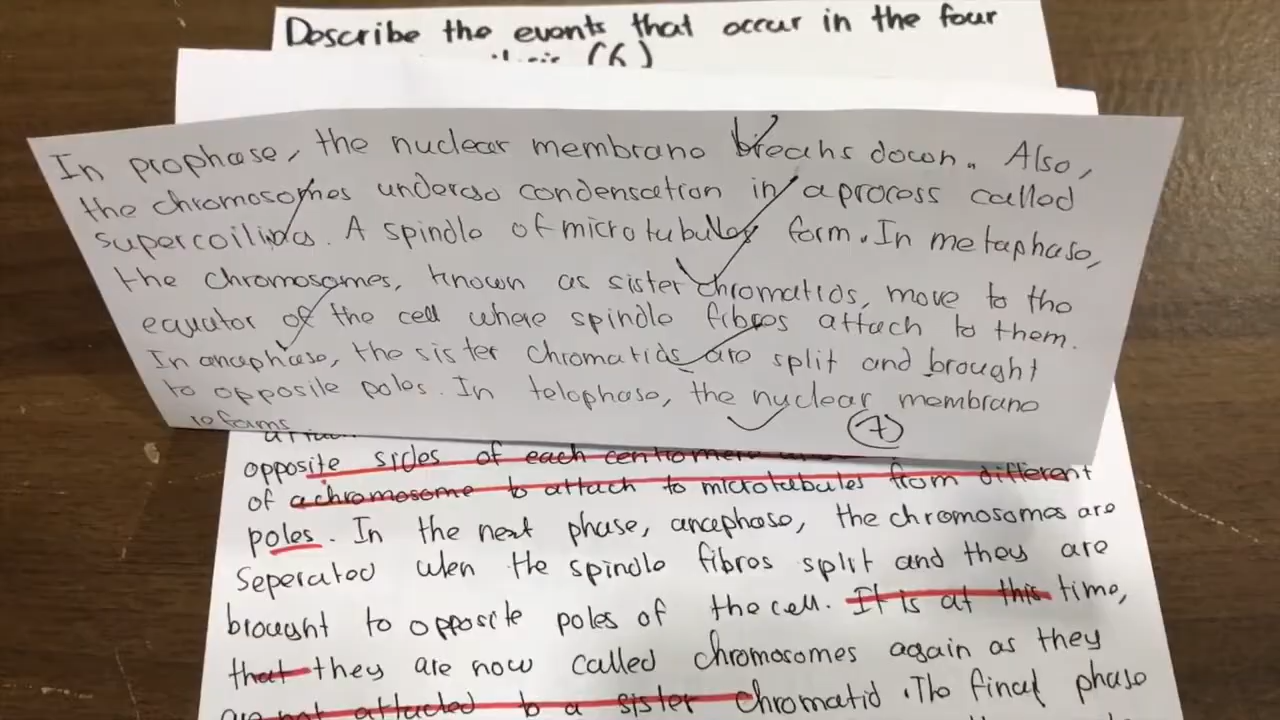 Describe the events that occur in the four
(6)
In prophase, the nuclear membrane breaks down. Also,
the chromosomes undergo condensation in a process called
supercoiling. A spindle of microtubules form. In metaphase,
the chromosomes, known as sister chromatids, move to the
equator of the cell where spindle fibres attach to them.
In anaphase, the sister chromatids are split and brought
to opposite poles. In telophase, the nuclear membrane
7
opposite sides of each
of a chromosome to attach to microtubules from different
poles. In the next phase, anaphase, the chromosomes are
Seperated when the spindle fibres split and they are
brought to opposite poles of the cell. It is at this time,
that they are now called chromosomes again as they
are not attached to a sister chromatid. The final phase